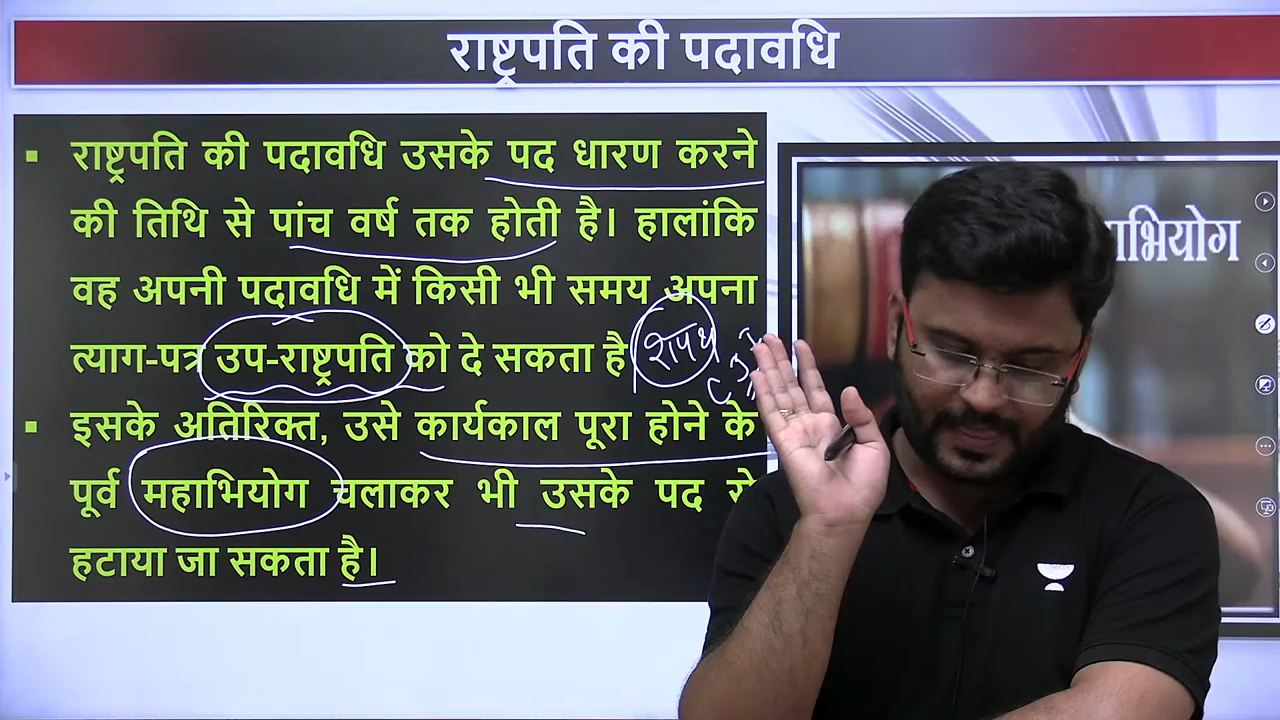 राष्ट्रपति की पदावधि
▪ राष्ट्रपति की पदावधि उसके पद धारण करने
की तिथि से पांच वर्ष तक होती है। हालांकि
वह अपनी पदावधि में किसी भी समय अपना
त्याग-पत्र उप-राष्ट्रपति को दे सकता है
शपथ
▪ इसके अतिरिक्त, उसे कार्यकाल पूरा होने के
पूर्व महाभियोग चलाकर भी उसके पद से
हटाया जा सकता है।